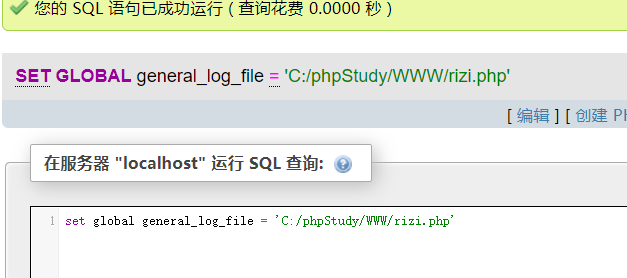 您的 SQL 语句已成功运行 ( 查询花费 0.0000 秒 )
SET GLOBAL general_log_file = 'C:/phpStudy/WWW/rizi.php'
[ 编辑 ] [ 创建 PH
在服务器 "localhost" 运行 SQL 查询:
1 set global general_log_file = 'C:/phpStudy/WWW/rizi.php'